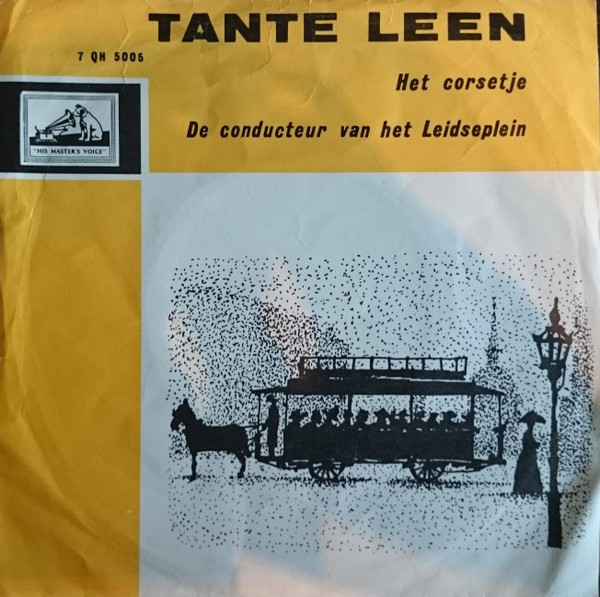 TANTE LEEN
7 QH 5005
Het corsetje
De conducteur van het Leidseplein
"HIS MASTER'S VOICE"